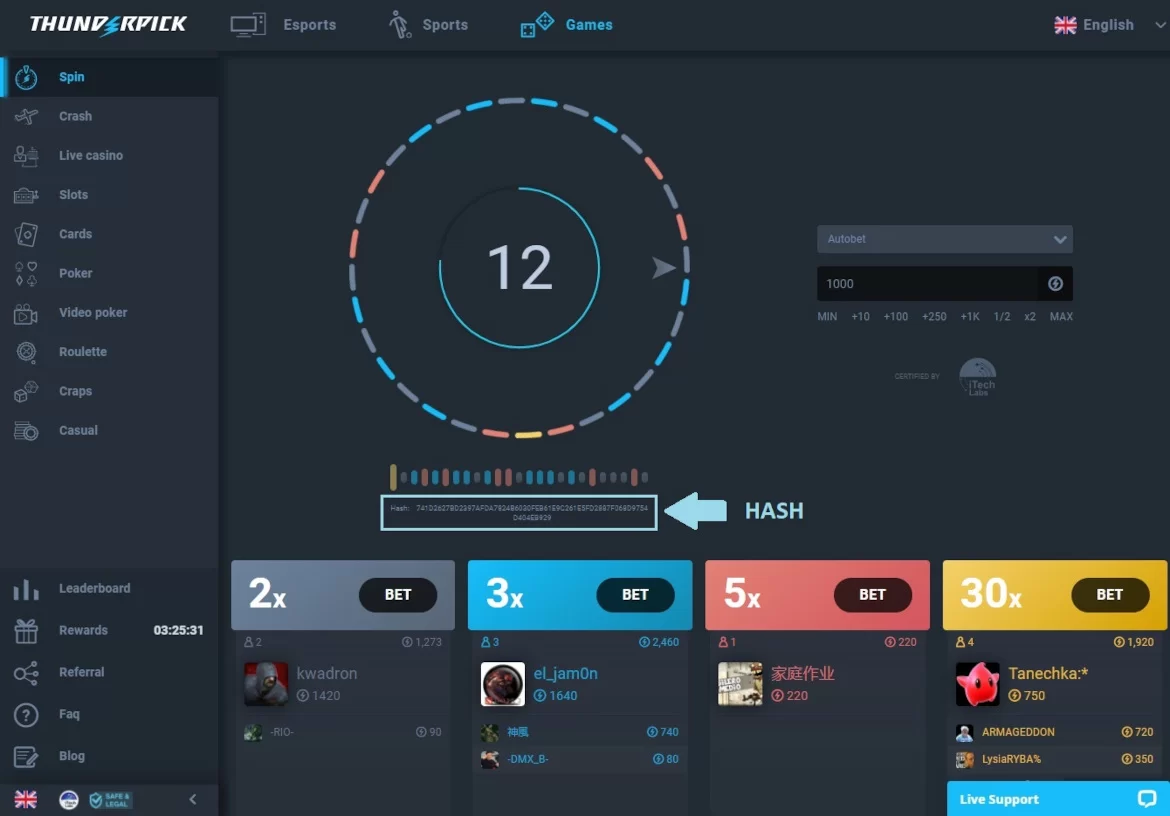 THUNDERPICK
Esports
Sports
Games
English
Spin
Crash
Live casino
Slots
Cards
Poker
Video poker
Roulette
Craps
Casual
12
Autobet
1000
MIN +10 +100 +250 +1K 1/2 x2 MAX
CERTIFIED BY
iTech
Labs
Hash:
HASH
Leaderboard
Rewards 03:25:31
Referral
Faq
Blog
SAFE &
LEGAL
2x BET
2 1,273
kwadron
1420
-RIO- 90
3x BET
3 2,460
el_jam0n
1640
神風 740
-DMX_B- 80
5x BET
1 220
家庭作业
220
30x BET
4 1,920
Tanechka:*
750
ARMAGEDDON 720
LysiaRYBA% 350
Live Support